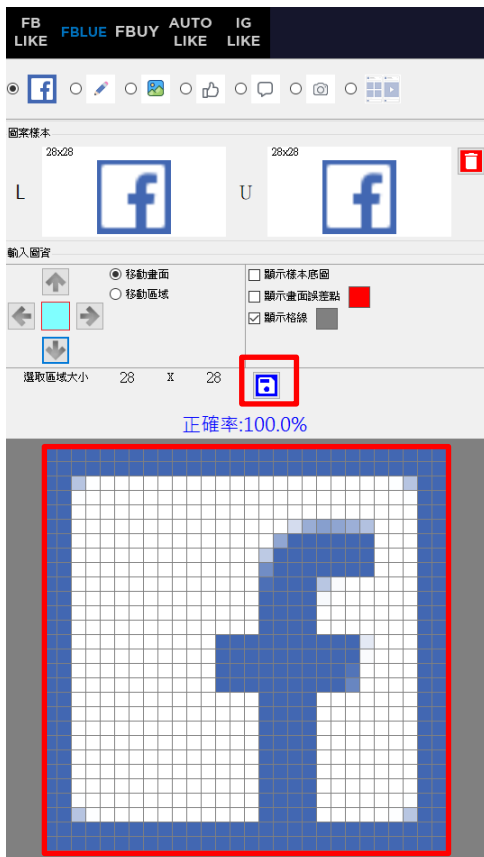 FB LIKE FBLUE FBUY AUTO LIKE IG LIKE
圖案樣本
28x28 28x28
L U
輸入圖資
移動畫面 顯示樣本底圖
移動區域 顯示畫面誤差點
顯示格線
選取區域大小 28 X 28
正確率:100.0%